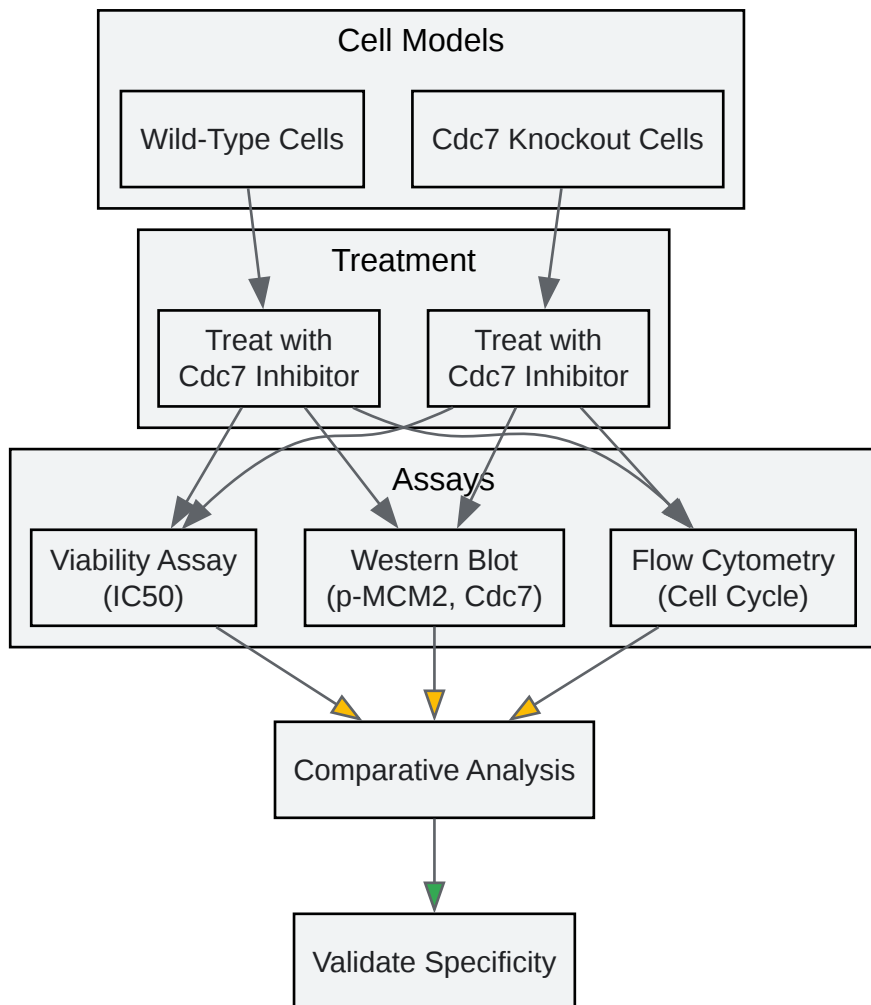 Cell Models
Wild-Type Cells
Cdc7 Knockout Cells
Treatment
Treat with
Cdc7 Inhibitor
Treat with
Cdc7 Inhibitor
Assays
Viability Assay
(IC50)
Western Blot
(p-MCM2, Cdc7)
Flow Cytometry
(Cell Cycle)
Comparative Analysis
Validate Specificity